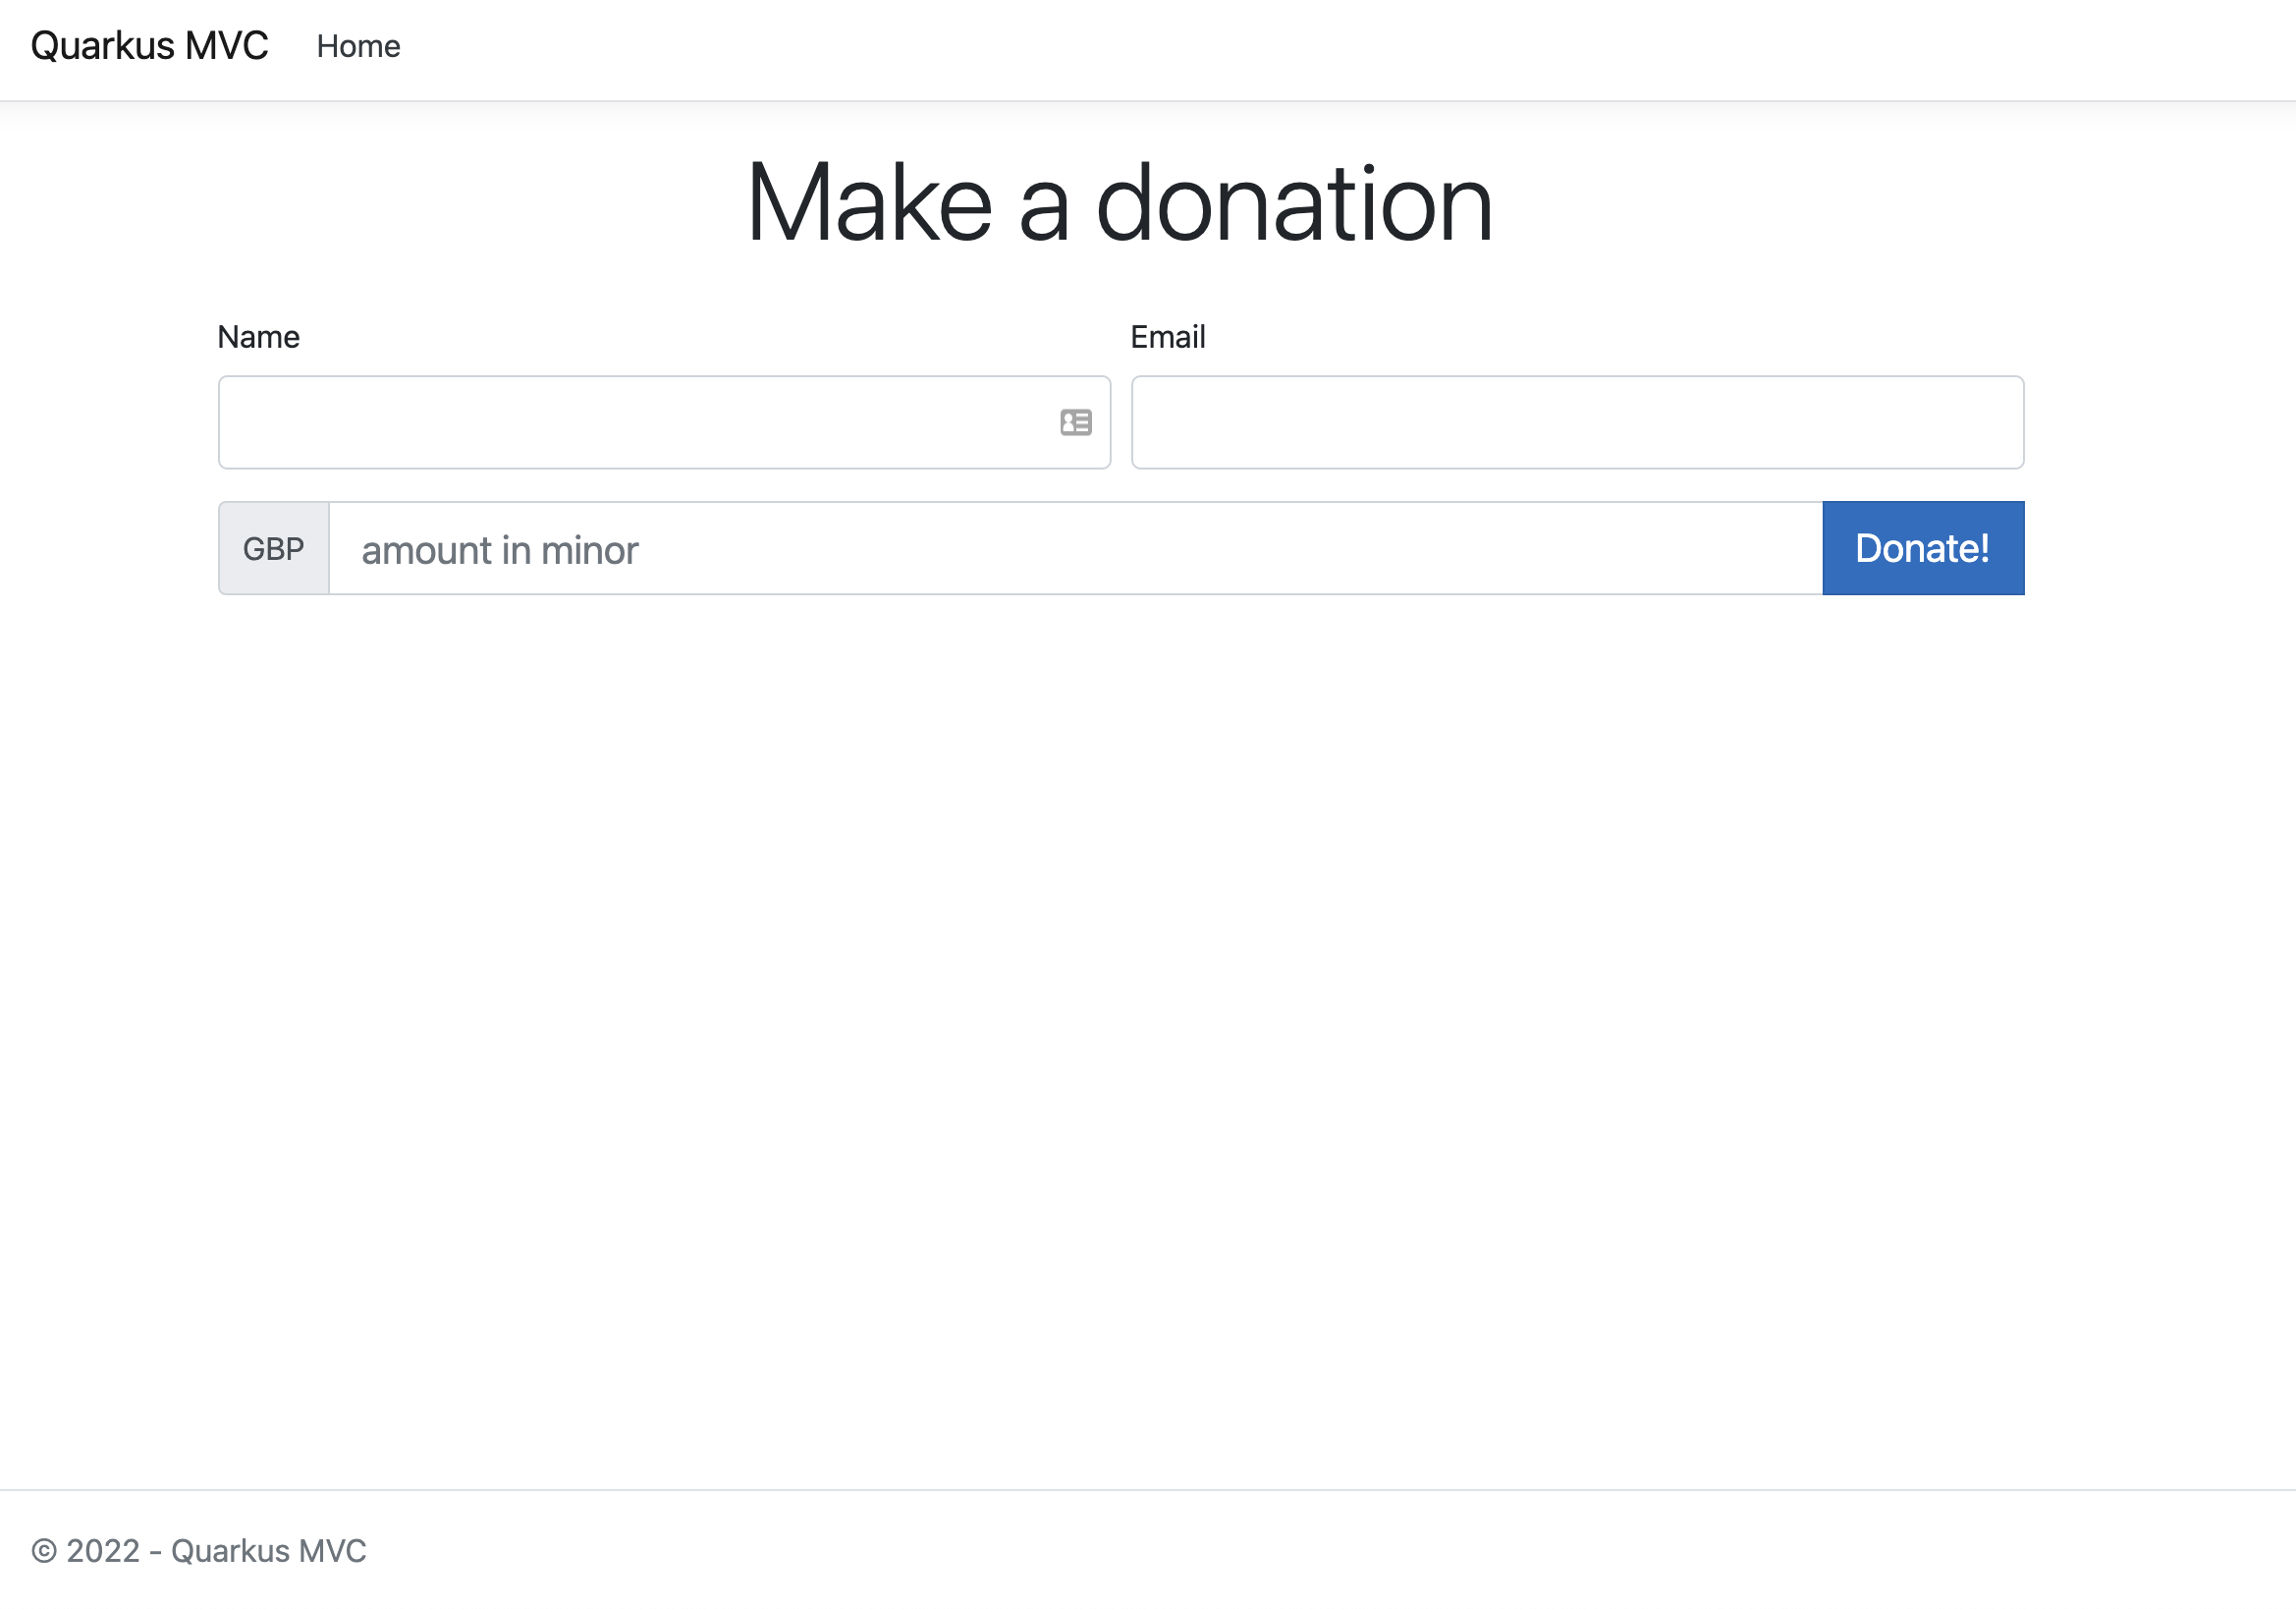 Quarkus MVC Home
Make a donation
Name Email
GBP amount in minor Donate!
© 2022 - Quarkus MVC